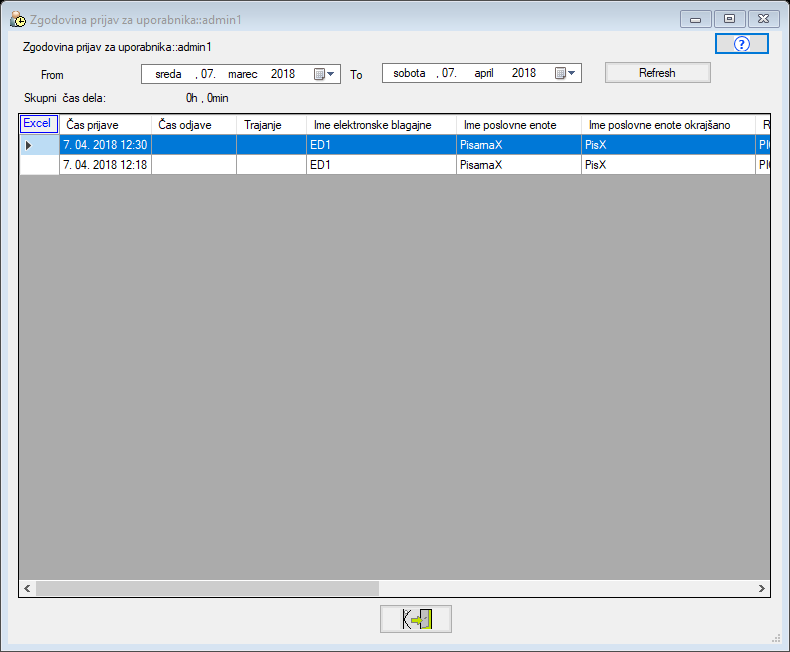 Zgodovina prijav za uporabnika::admin1
Zgodovina prijav za uporabnika::admin1
?
From sreda , 07. marec 2018 To sobota , 07. april 2018 Refresh
Skupni čas dela: 0h , 0min
Excel Čas prijave Čas odjave Trajanje Ime elektronske blagajne Ime poslovne enote Ime poslovne enote okrajšano R
7. 04. 2018 12:30 ED1 PisarnaX PisX
7. 04. 2018 12:18 ED1 PisarnaX PisX